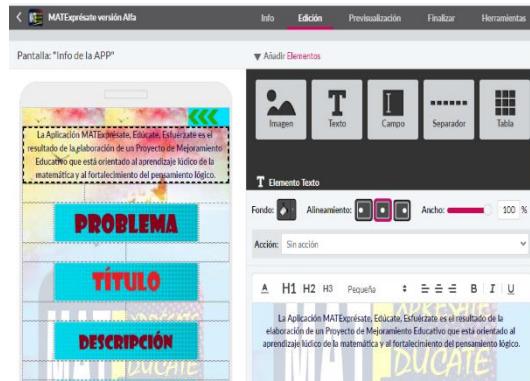 MATExprésate versión Alfa
Info Edición Previsualización Finalizar Herramientas
Pantalla: "Info de la APP"
La Aplicación MATExprésate, Edúcate, Esfuérzate es el
resultado de la elaboración de un Proyecto de Mejoramiento
Educativo que está orientado al aprendizaje lúdico de la
matemática y al fortalecimiento del pensamiento lógico.
PROBLEMA
TÍTULO
DESCRIPCIÓN
Añadir Elementos
Imagen Texto Campo Separador Tabla
T Elemento Texto
Fondo: Alineamiento: Ancho: 100 %
Acción: Sin acción
A H1 H2 H3 Pequeña B I U
La Aplicación MATExprésate, Edúcate, Esfuérzate es el resultado de la
elaboración de un Proyecto de Mejoramiento Educativo que está orientado al
aprendizaje lúdico de la matemática y al fortalecimiento del pensamiento lógico.